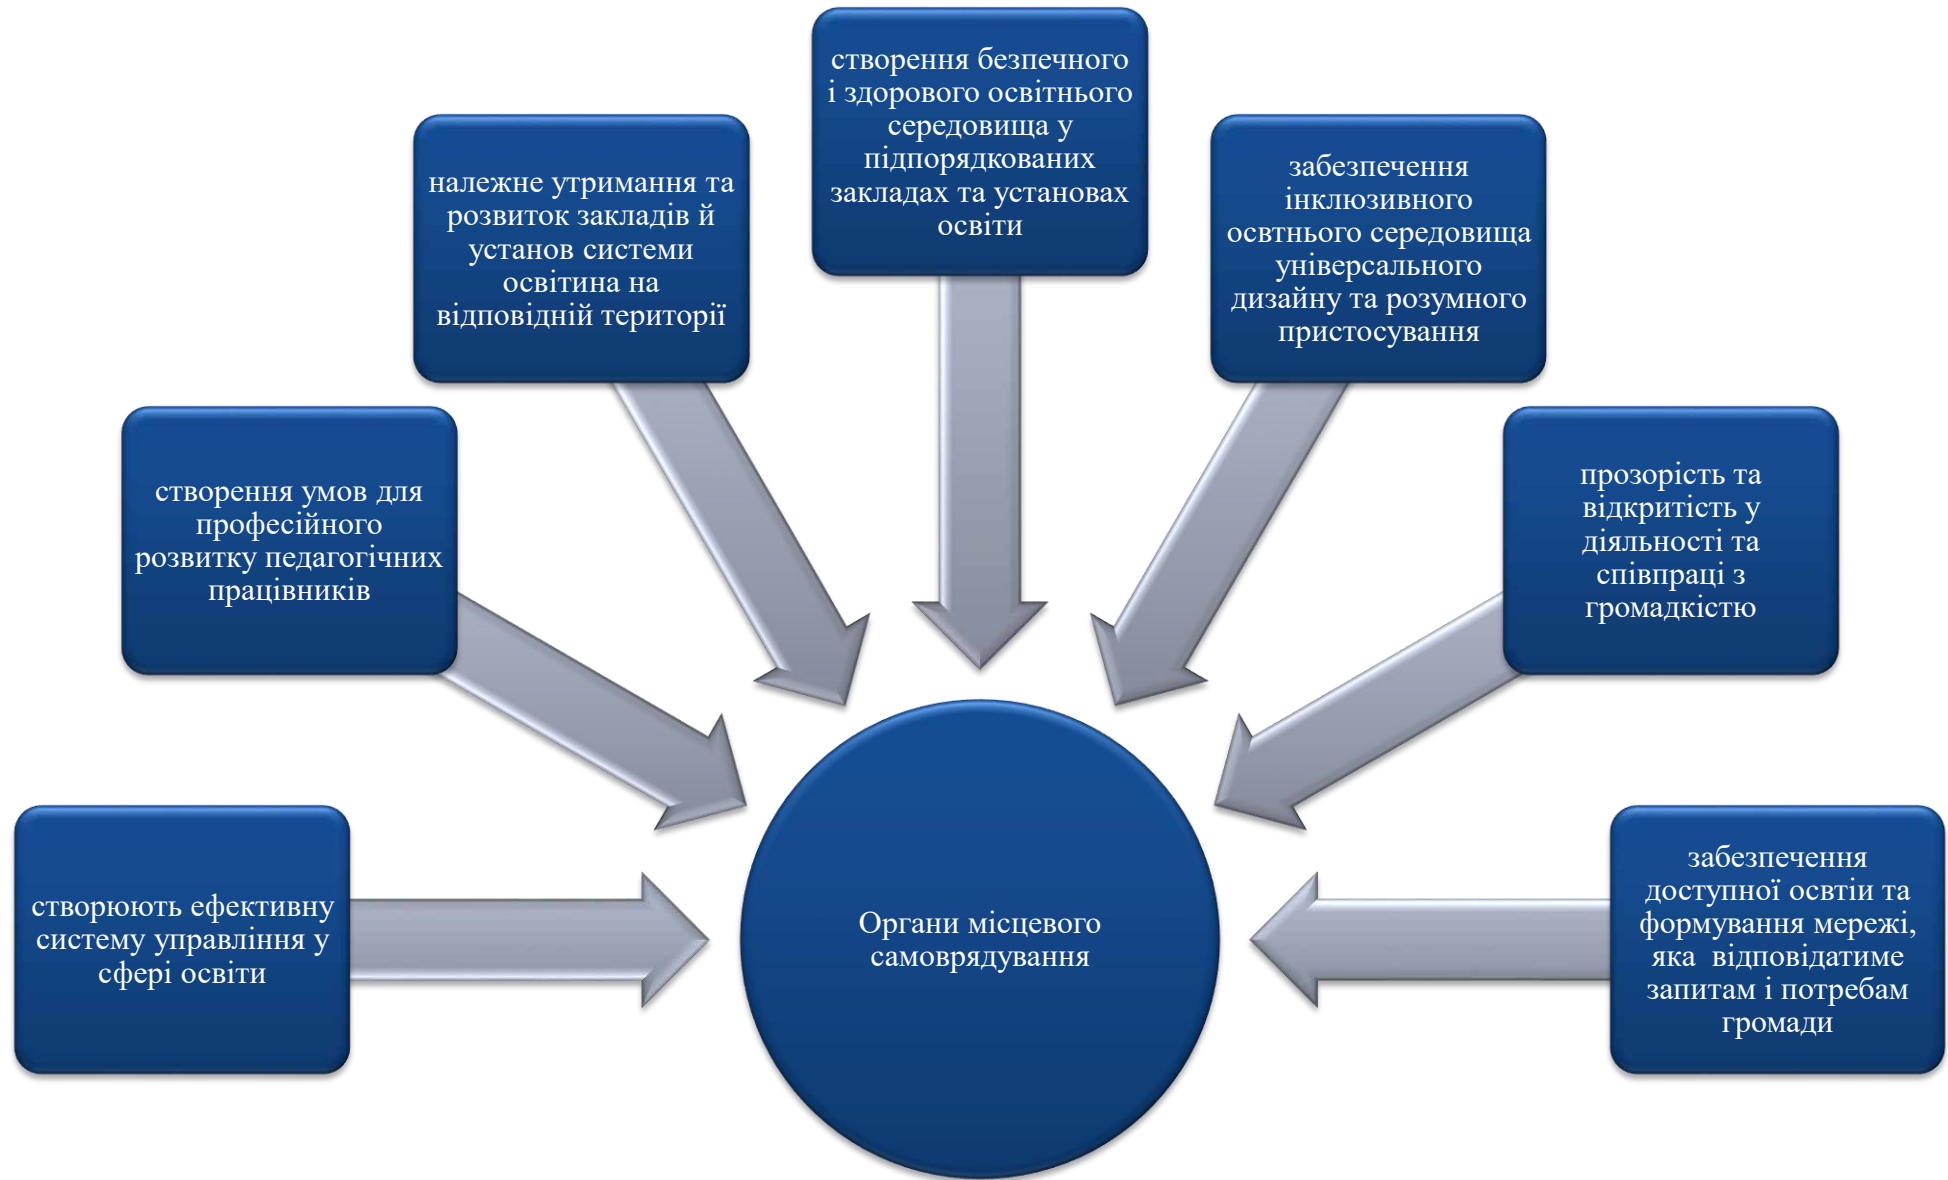 створення безпечного
і здорового освітнього
середовища у
підпорядкованих
закладах та установах
освіти
належне утримання та
розвиток закладів й
установ системи
освітина на
відповідній території
забезпечення
інклюзивного
освтнього середовища
універсального
дизайну та розумного
пристосування
створення умов для
професійного
розвитку педагогічних
працівників
прозорість та
відкритість у
діяльності та
співпраці з
громадкістю
створюють ефективну
систему управління у
сфері освіти
Органи місцевого
самоврядування
забезпечення
доступної освтіи та
формування мережі,
яка  відповідатиме
запитам і потребам
громади